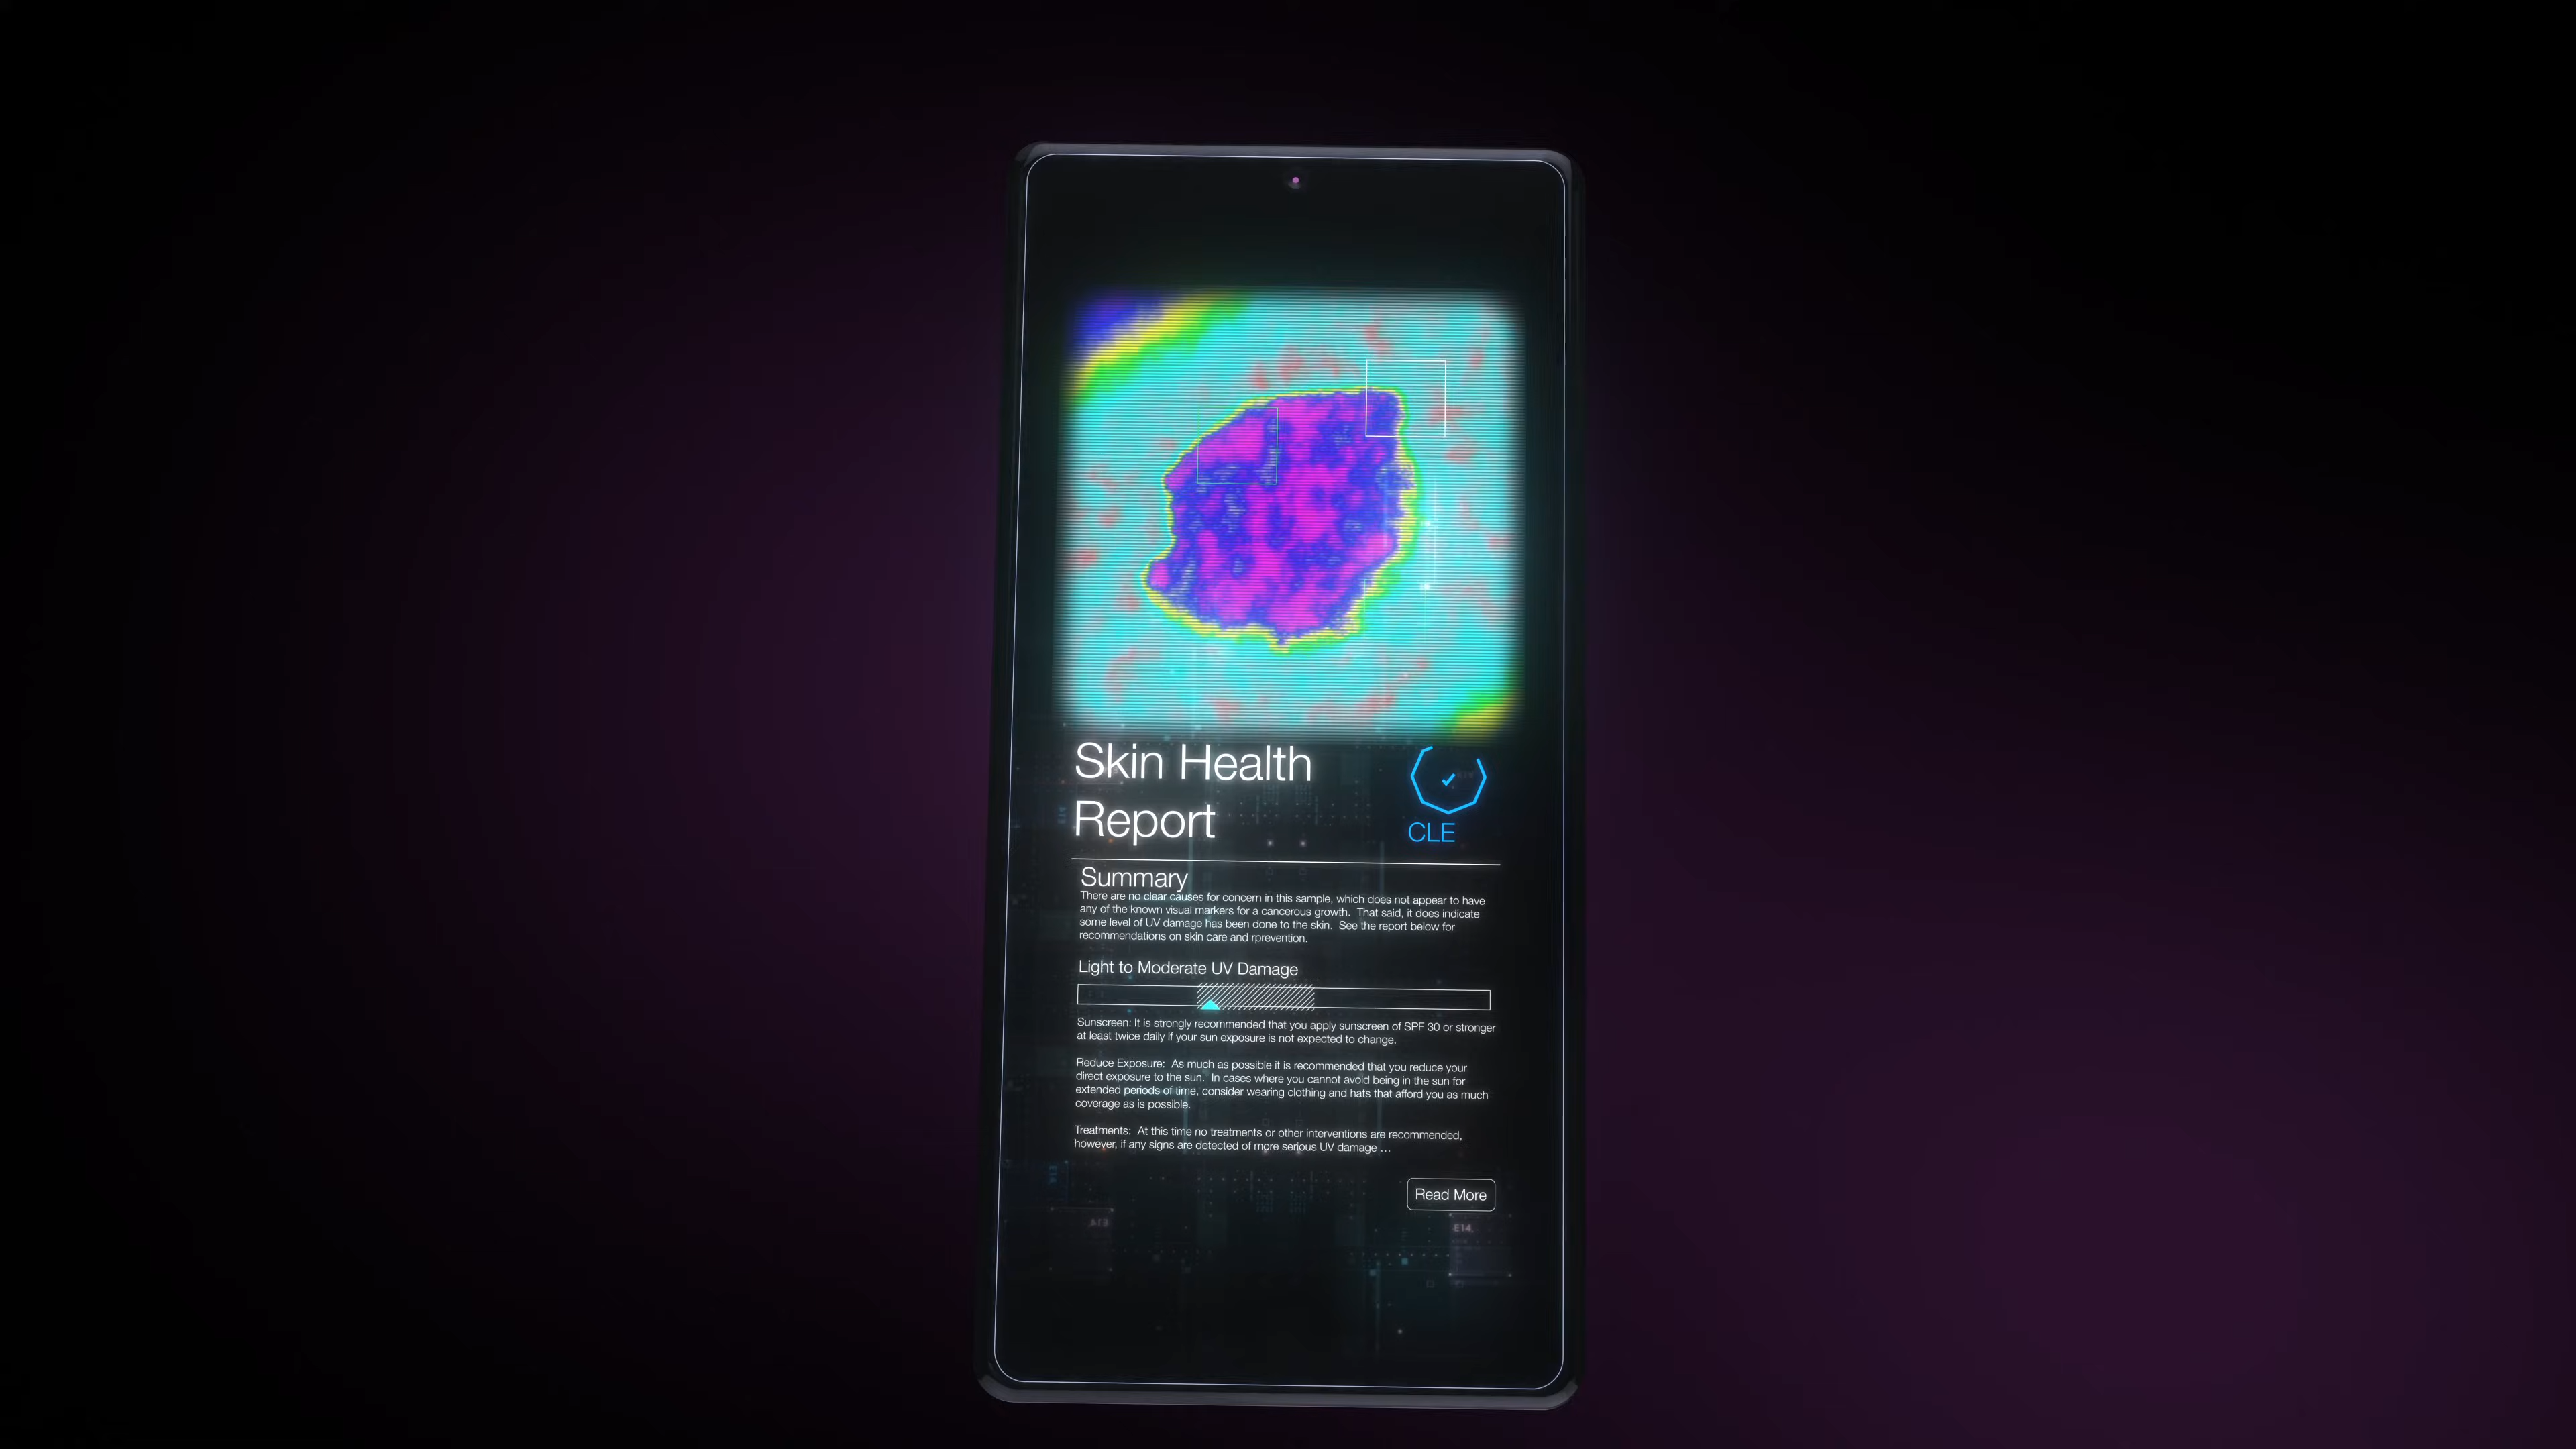 Skin Health
Report
CLE
Summary
There are no clear causes for concern in this sample, which does not appear to have
any of the known visual markers for a cancerous growth.  That said, it does indicate
some level of UV damage has been done to the skin.  See the report below for
recommendations on skin care and rprevention.
Light to Moderate UV Damage
Sunscreen: It is strongly recommended that you apply sunscreen of SPF 30 or stronger
at least twice daily if your sun exposure is not expected to change.
Reduce Exposure:  As much as possible it is recommended that you reduce your
direct exposure to the sun.  In cases where you cannot avoid being in the sun for
extended periods of time, consider wearing clothing and hats that afford you as much
coverage as is possible.
Treatments:  At this time no treatments or other interventions are recommended,
however, if any signs are detected of more serious UV damage ...
Read More
E14